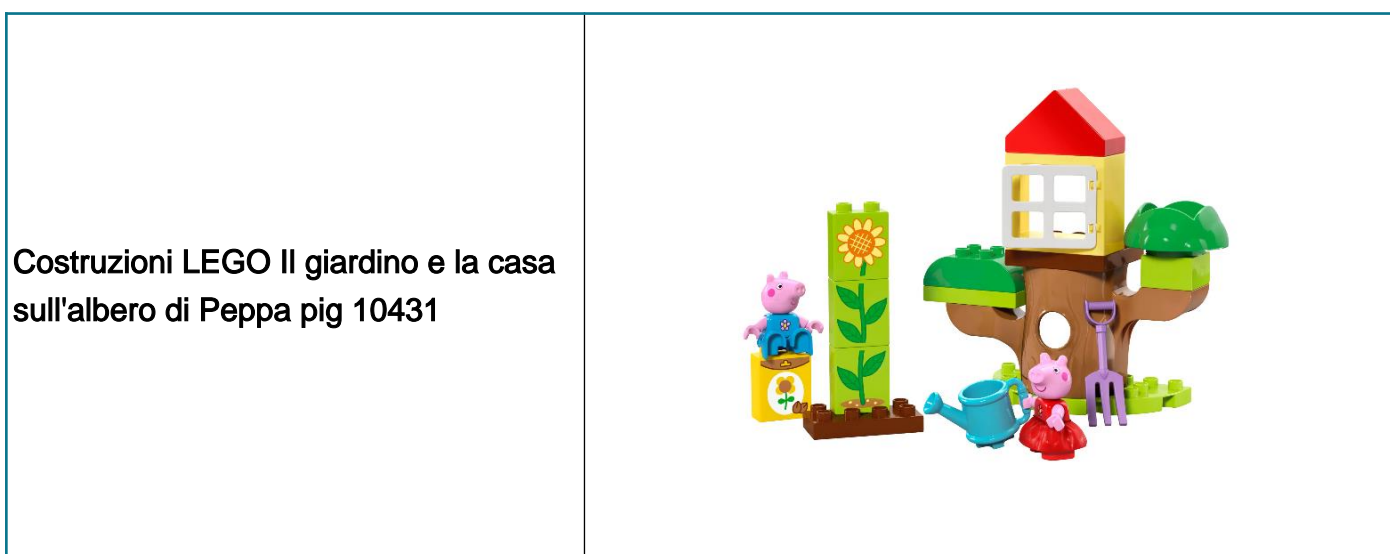 Costruzioni LEGO Il giardino e la casa
sull'albero di Peppa pig 10431